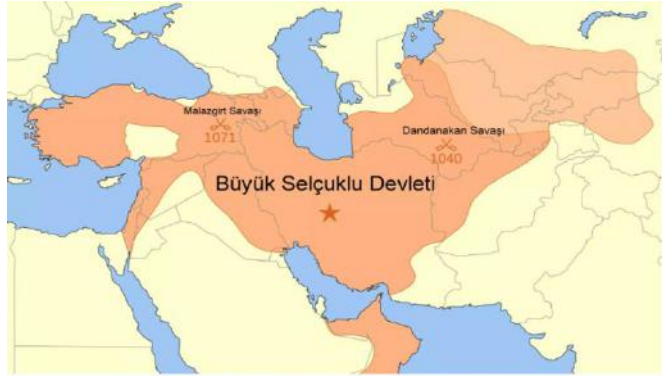 Malazgirt Savaşı
1071
Dandanakan Savaşı
1040
Büyük Selçuklu Devleti